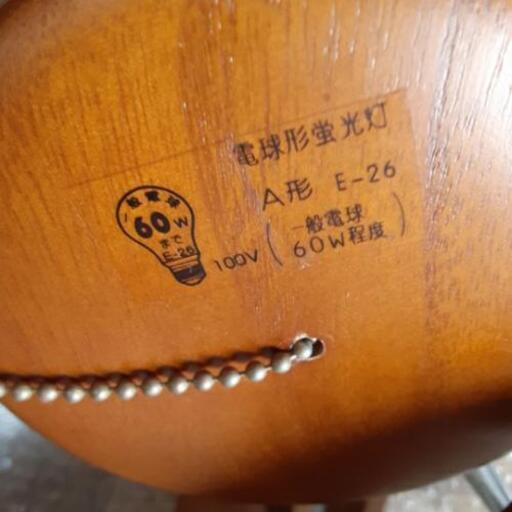 電球形蛍光灯
A形 E-26
100V(一般電球
60W程度)
一般電球
60W
まで
E-26